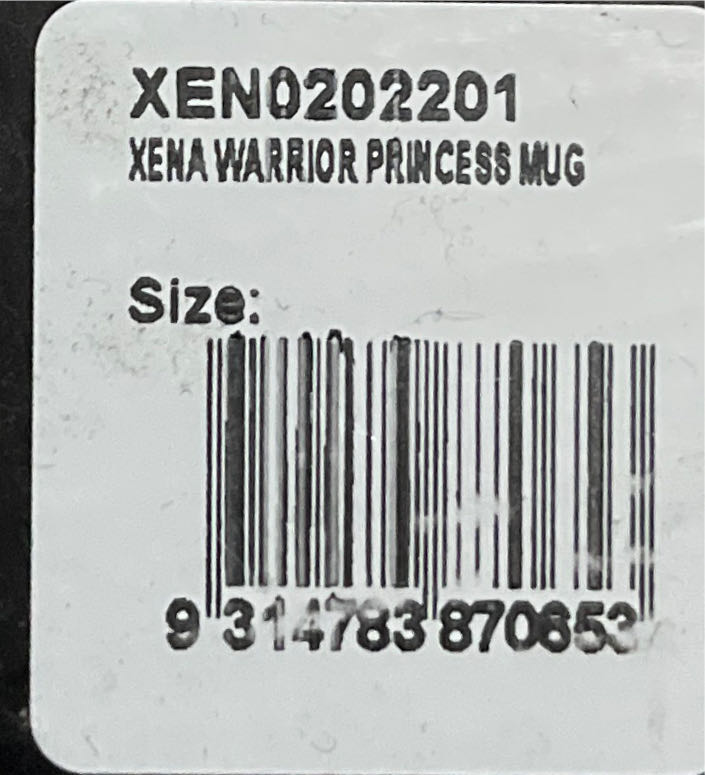 XEN0202201
XENA WARRIOR PRINCESS MUG
Size:
9 314783 870653